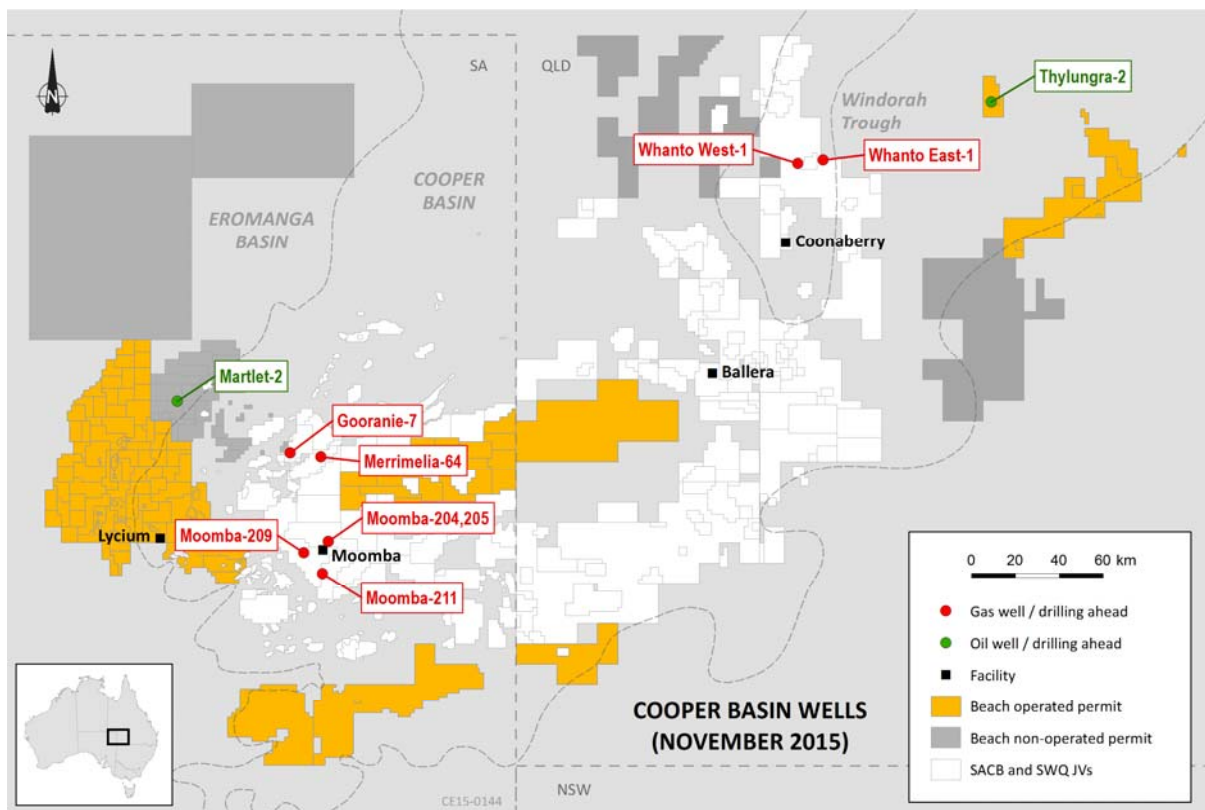 N
SA
QLD
Thylungra-2
Windorah
Trough
Whanto West-1
Whanto East-1
COOPER
BASIN
EROMANGA
BASIN
Coonaberry
Martlet-2
Ballera
Gooranie-7
Merrimelia-64
Moomba-204,205
Lycium
Moomba-209
Moomba
Moomba-211
0 20 40 60 km
Gas well / drilling ahead
Oil well / drilling ahead
Facility
Beach operated permit
Beach non-operated permit
SACB and SWQ JVs
COOPER BASIN WELLS
(NOVEMBER 2015)
CE15-0144
NSW